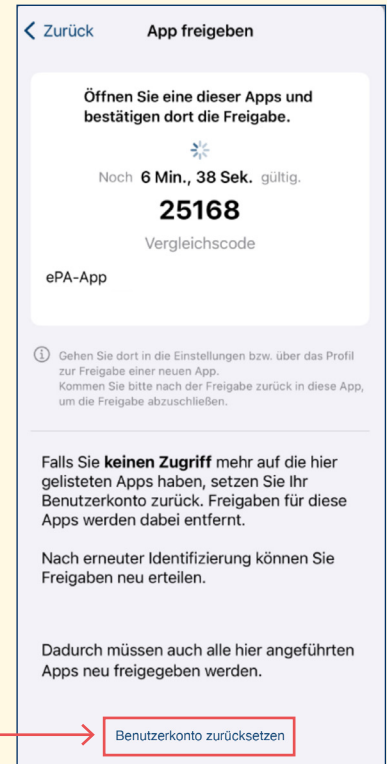 Zurück App freigeben
Öffnen Sie eine dieser Apps und
bestätigen dort die Freigabe.
Noch 6 Min., 38 Sek. gültig.
25168
Vergleichscode
ePA-App
Gehen Sie dort in die Einstellungen bzw. über das Profil
zur Freigabe einer neuen App.
Kommen Sie bitte nach der Freigabe zurück in diese App,
um die Freigabe abzuschließen.
Falls Sie keinen Zugriff mehr auf die hier
gelisteten Apps haben, setzen Sie Ihr
Benutzerkonto zurück. Freigaben für diese
Apps werden dabei entfernt.
Nach erneuter Identifizierung können Sie
Freigaben neu erteilen.
Dadurch müssen auch alle hier angeführten
Apps neu freigegeben werden.
Benutzerkonto zurücksetzen